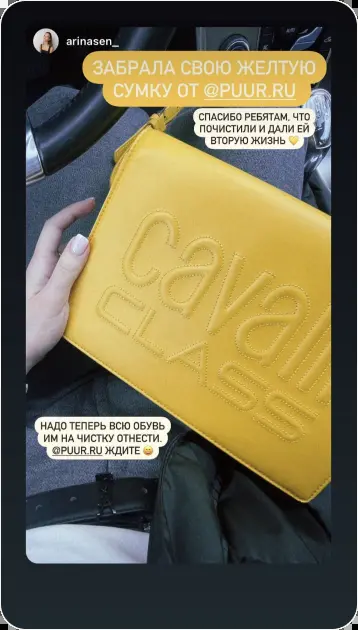 arinasen_
ЗАБРАЛА СВОЮ ЖЕЛТУЮ
СУМКУ ОТ @PUUR.RU
СПАСИБО РЕБЯТАМ, ЧТО
ПОЧИСТИЛИ И ДАЛИ ЕЙ
ВТОРУЮ ЖИЗНЬ 💛
cavalli
CLASS
НАДО ТЕПЕРЬ ВСЮ ОБУВЬ
ИМ НА ЧИСТКУ ОТНЕСТИ.
@PUUR.RU ЖДИТЕ 😄